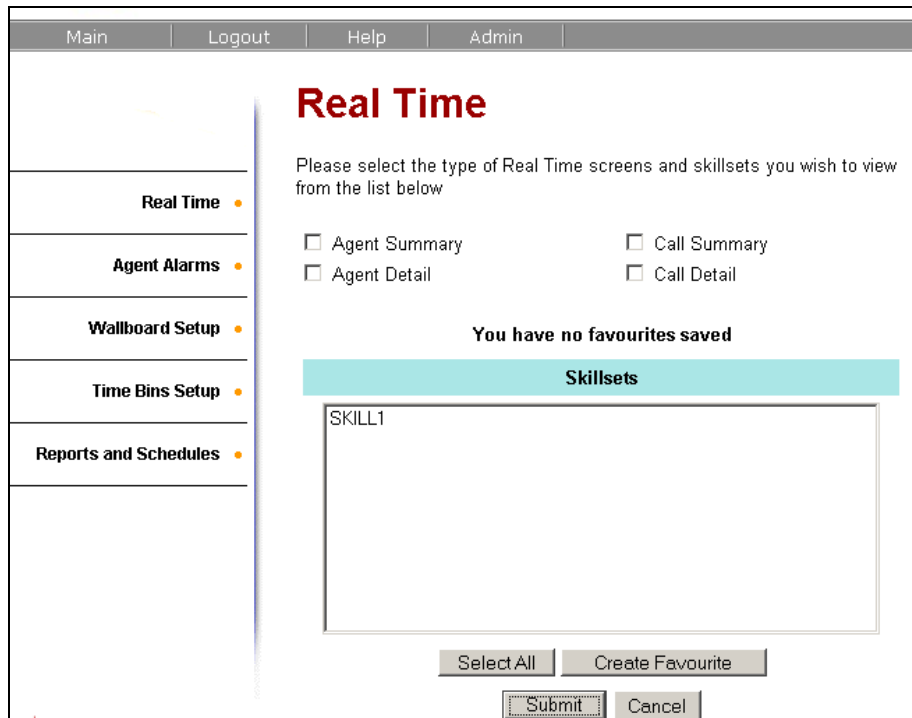 Main Logout Help Admin
Real Time
Please select the type of Real Time screens and skillsets you wish to view
from the list below
Real Time
Agent Alarms
Wallboard Setup
Time Bins Setup
Reports and Schedules
Agent Summary Call Summary
Agent Detail Call Detail
You have no favourites saved
Skillsets
SKILL1
Select All Create Favourite
Submit Cancel